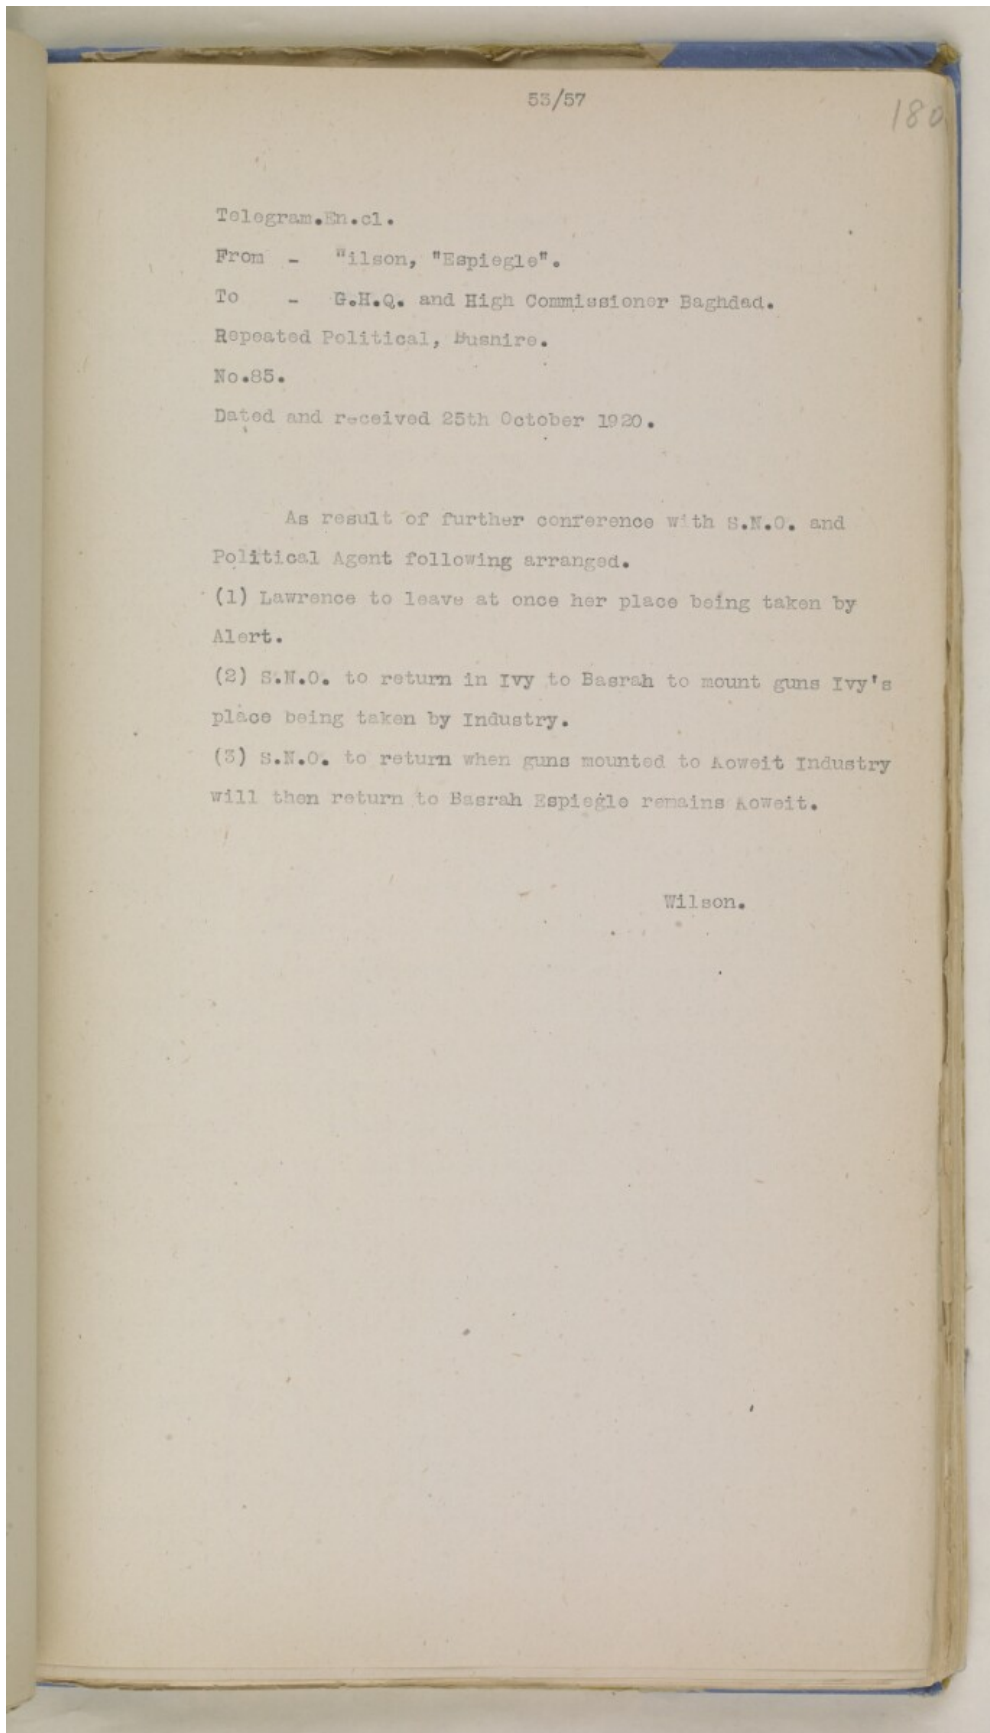 53/57
180
Telegram.En.cl.
From - Wilson, "Espiegle".
To - G.H.Q. and High Commissioner Baghdad.
Repeated Political, Bushire.
No.85.
Dated and received 25th October 1920.
As result of further conference with S.N.O. and
Political Agent following arranged.
(1) Lawrence to leave at once her place being taken by
Alert.
(2) S.N.O. to return in Ivy to Basrah to mount guns Ivy's
place being taken by Industry.
(3) S.N.O. to return when guns mounted to Koweit Industry
will then return to Basrah Espiegle remains Koweit.
Wilson.